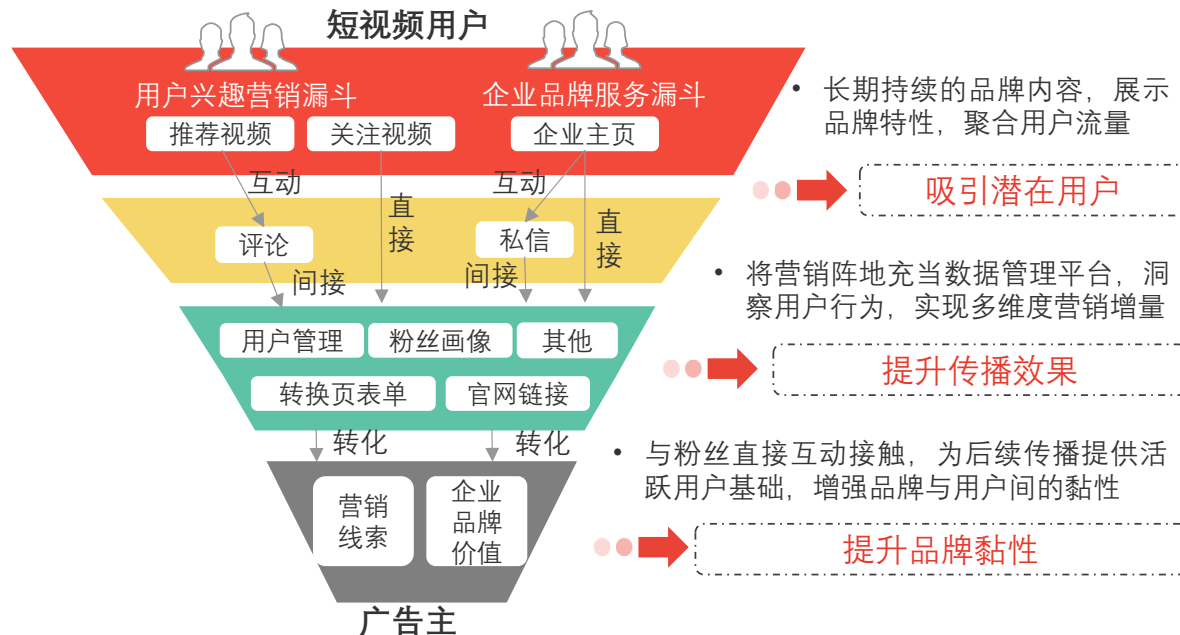 短视频用户
用户兴趣营销漏斗
企业品牌服务漏斗
推荐视频
关注视频
企业主页
互动
直接
互动
直接
评论
私信
间接
间接
用户管理
粉丝画像
其他
转换页表单
官网链接
转化
转化
营销
线索
企业
品牌
价值
广告主
• 长期持续的品牌内容，展示
品牌特性，聚合用户流量
吸引潜在用户
• 将营销阵地充当数据管理平台，洞
察用户行为，实现多维度营销增量
提升传播效果
• 与粉丝直接互动接触，为后续传播提供活
跃用户基础，增强品牌与用户间的黏性
提升品牌黏性